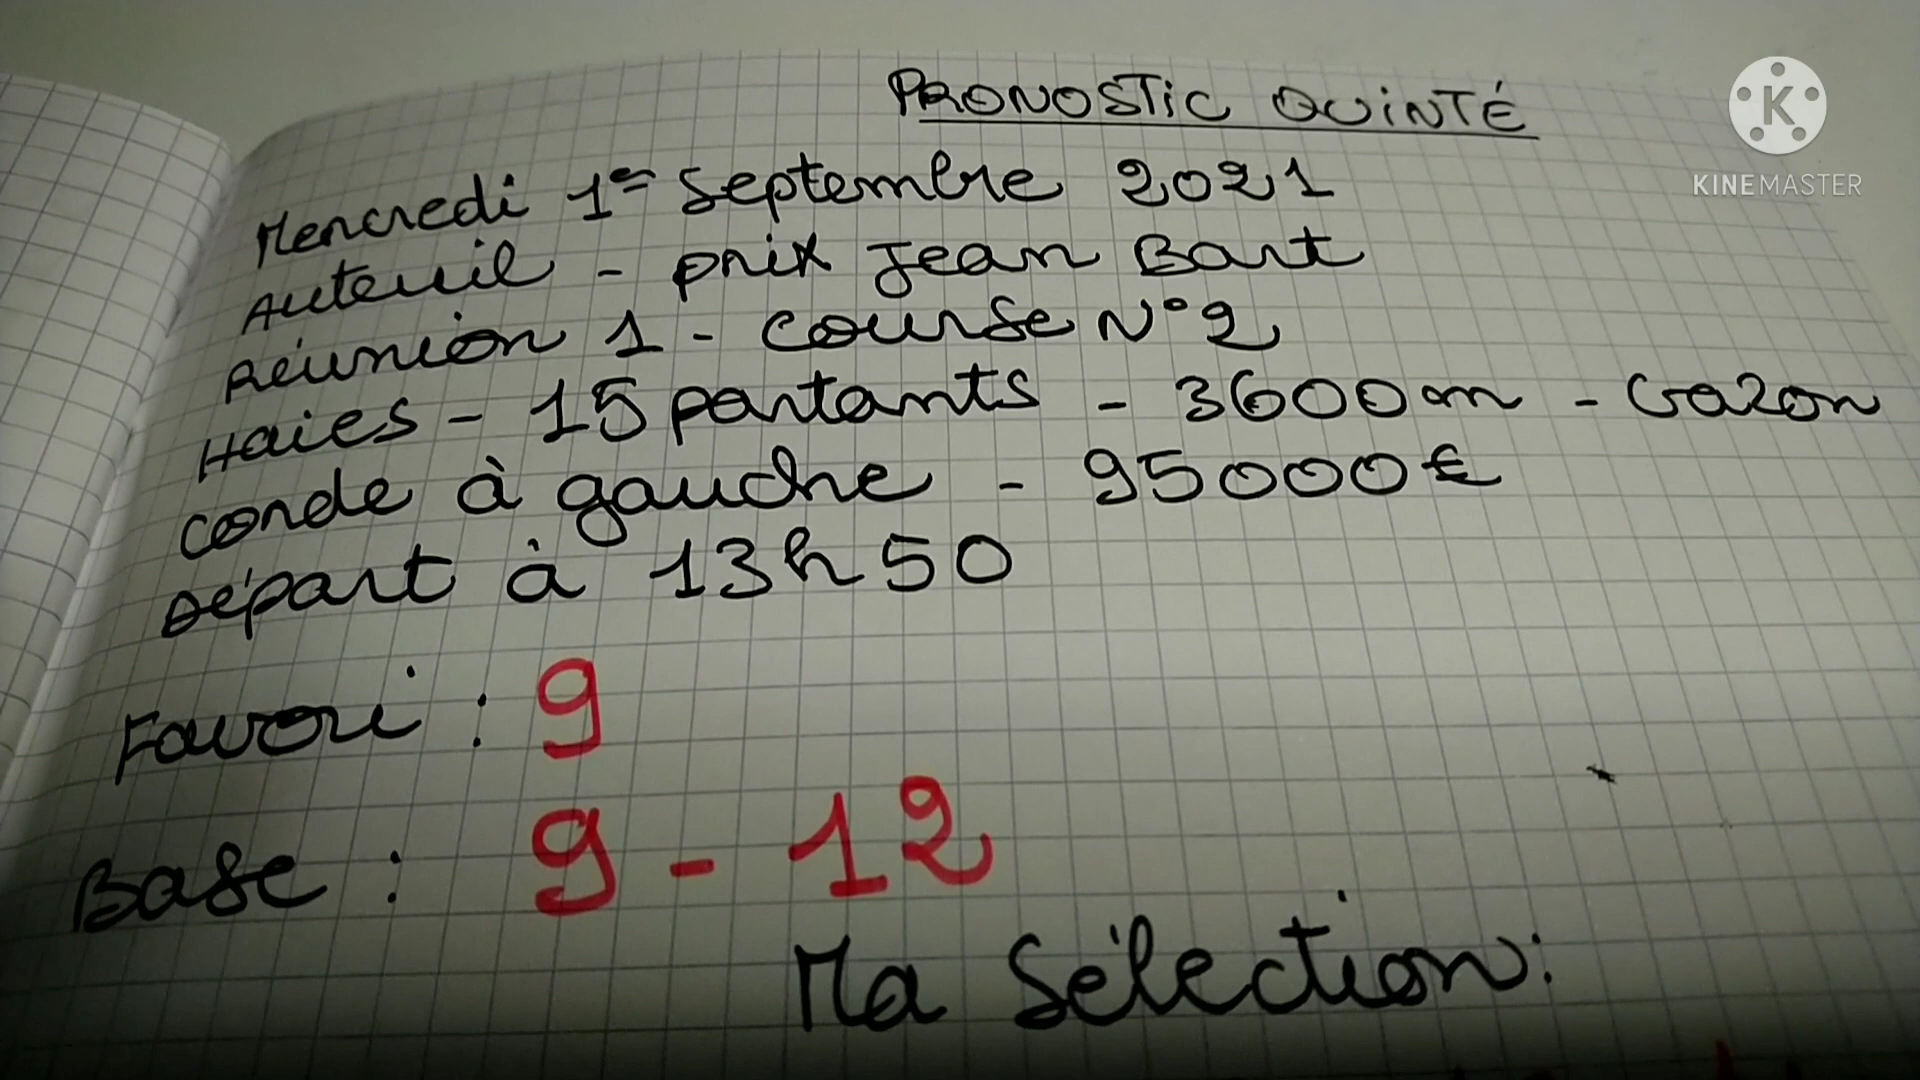 PRONOSTIC QUINTÉ
KINEMASTER
Mercredi 1er Septembre 2021
Auteuil - prix Jean Bart
Réunion 1 - course N°2
Haies - 15 partants - 3600m - Gazon
corde à gauche - 95000€
Départ à 13h50
Favori : 9
Base : 9 - 12
Ma Sélection :